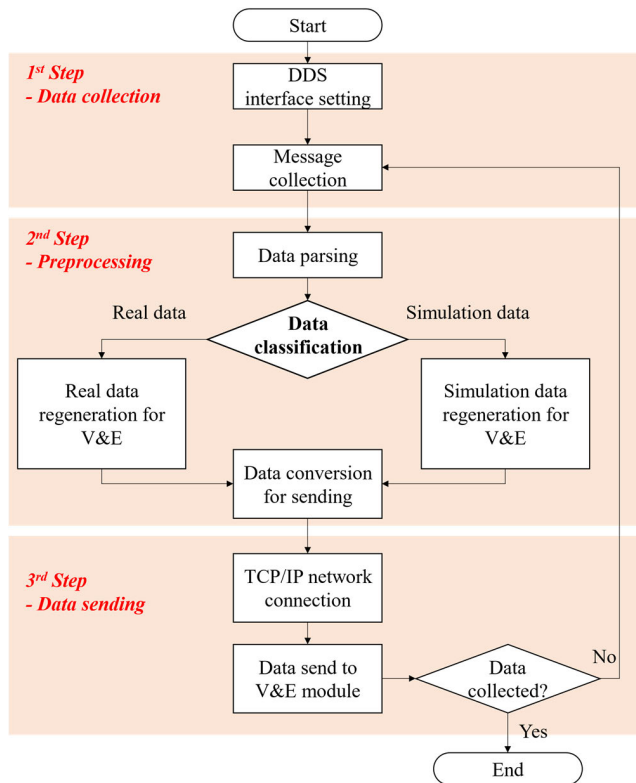 Start
1st Step
- Data collection
DDS
interface setting
Message
collection
2nd Step
- Preprocessing
Data parsing
Real data
Data
classification
Simulation data
Real data
regeneration for
V&E
Simulation data
regeneration for
V&E
Data conversion
for sending
3rd Step
- Data sending
TCP/IP network
connection
Data send to
V&E module
Data
collected?
No
Yes
End